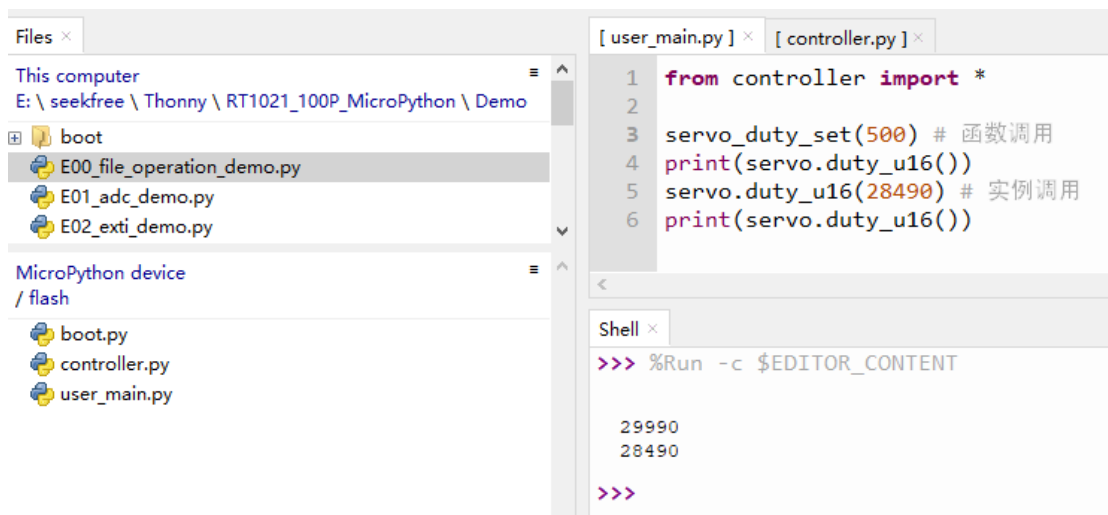 Files ×
This computer
E: \ seekfree \ Thonny \ RT1021_100P_MicroPython \ Demo
boot
E00_file_operation_demo.py
E01_adc_demo.py
E02_exti_demo.py
MicroPython device
/ flash
boot.py
controller.py
user_main.py
[ user_main.py ] × [ controller.py ] ×
1 from controller import *
2
3 servo_duty_set(500) # 函数调用
4 print(servo.duty_u16())
5 servo.duty_u16(28490) # 实例调用
6 print(servo.duty_u16())
Shell ×
>>> %Run -c $EDITOR_CONTENT
29990
28490
>>>